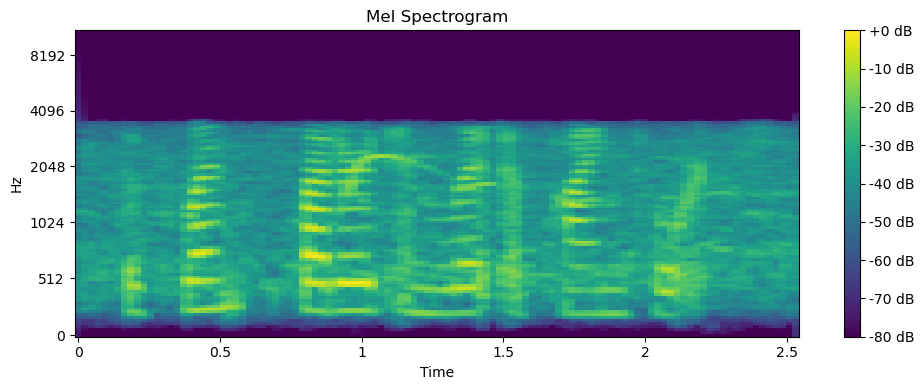 Mel Spectrogram
Hz
8192
4096
2048
1024
512
0
0
0.5
1
1.5
2
2.5
Time
+0 dB
-10 dB
-20 dB
-30 dB
-40 dB
-50 dB
-60 dB
-70 dB
-80 dB